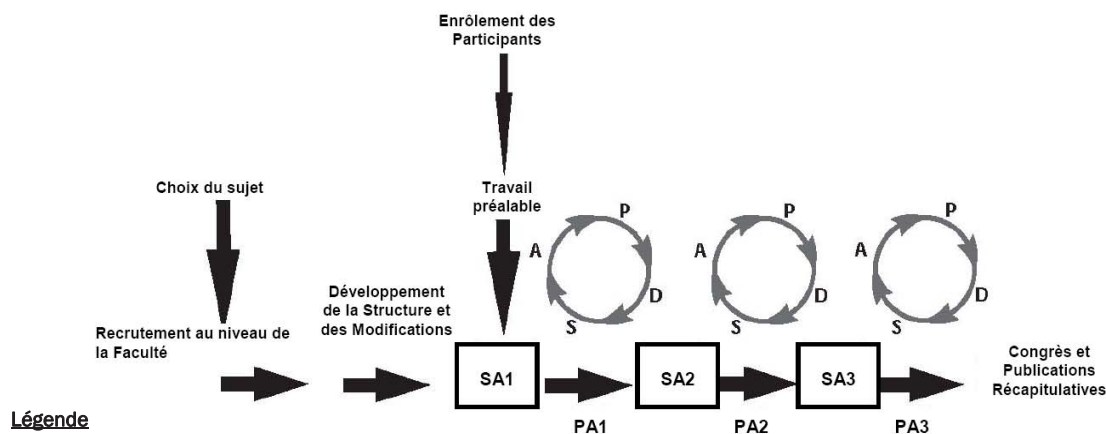 Enrôlement des
Participants
Choix du sujet
Travail
préalable
P
A
D
S
P
A
D
S
P
A
D
S
Développement
de la Structure et
des Modifications
Recrutement au niveau de
la Faculté
SA1
SA2
SA3
Congrès et
Publications
Récapitulatives
PA1
PA2
PA3
Légende